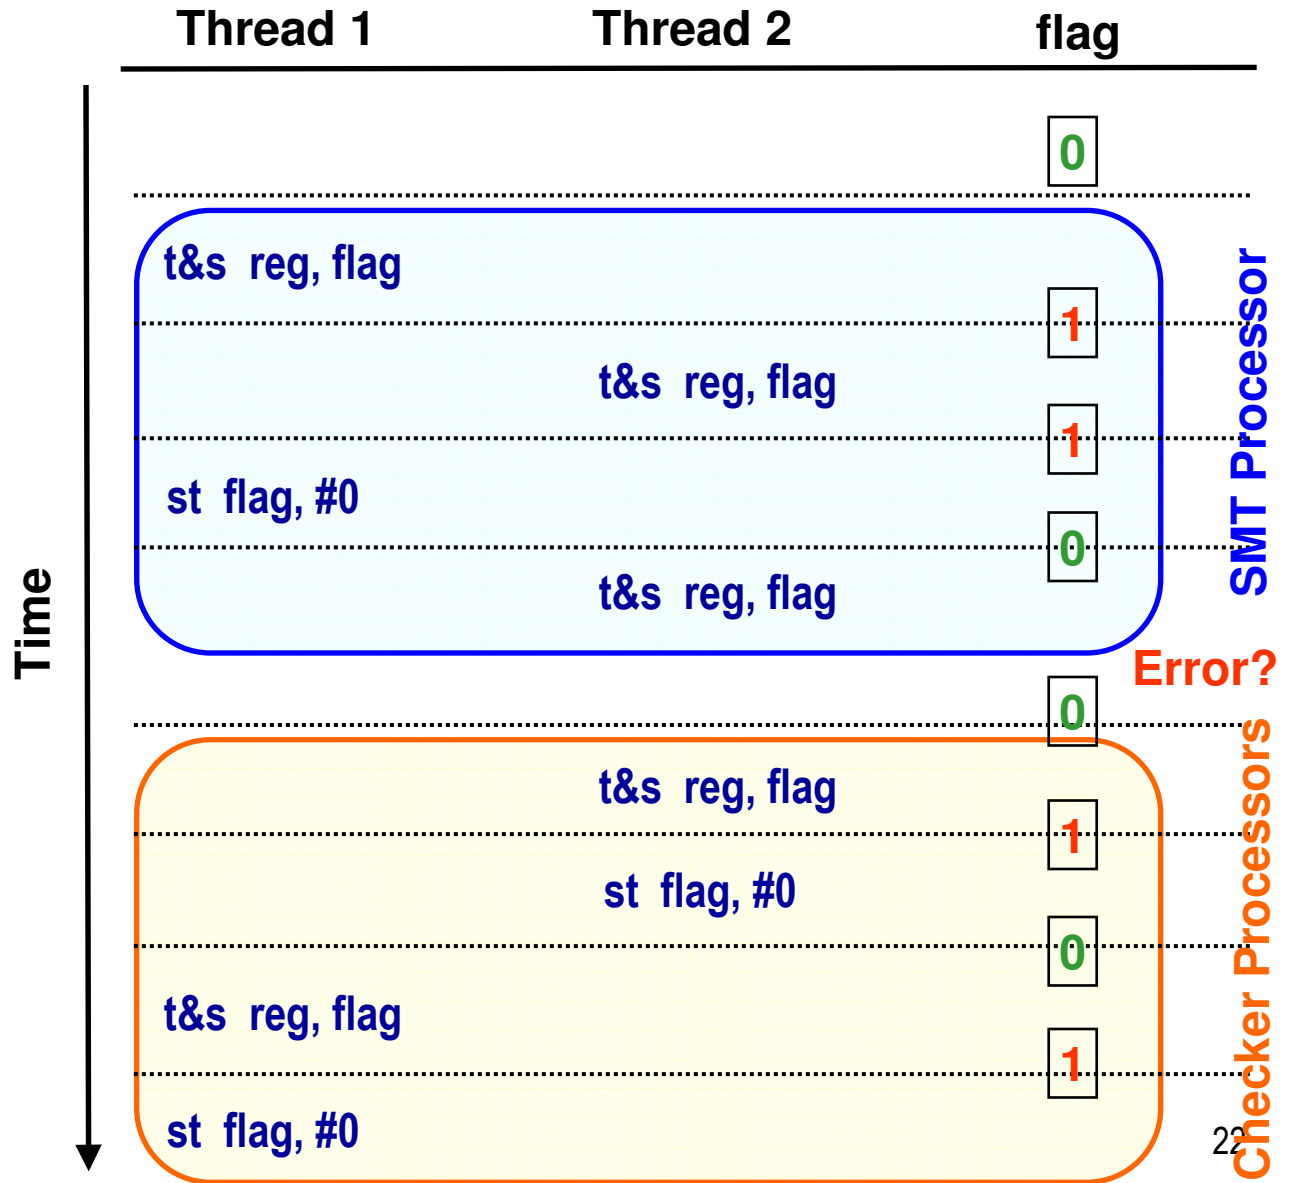 Thread 1 Thread 2 flag
0
t&s reg, flag
1
t&s reg, flag
1
st flag, #0
0
t&s reg, flag
SMT Processor
Time
Error?
0
t&s reg, flag
1
st flag, #0
0
t&s reg, flag
1
st flag, #0
Checker Processors
22